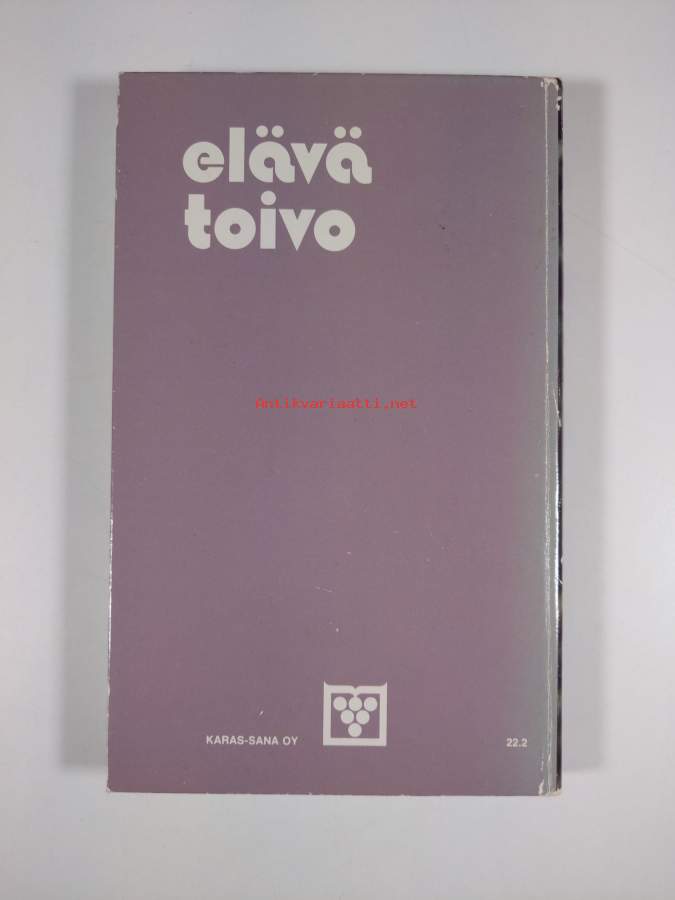 elävä
toivo
Antikvariaatti.net
KARAS-SANA OY
22.2